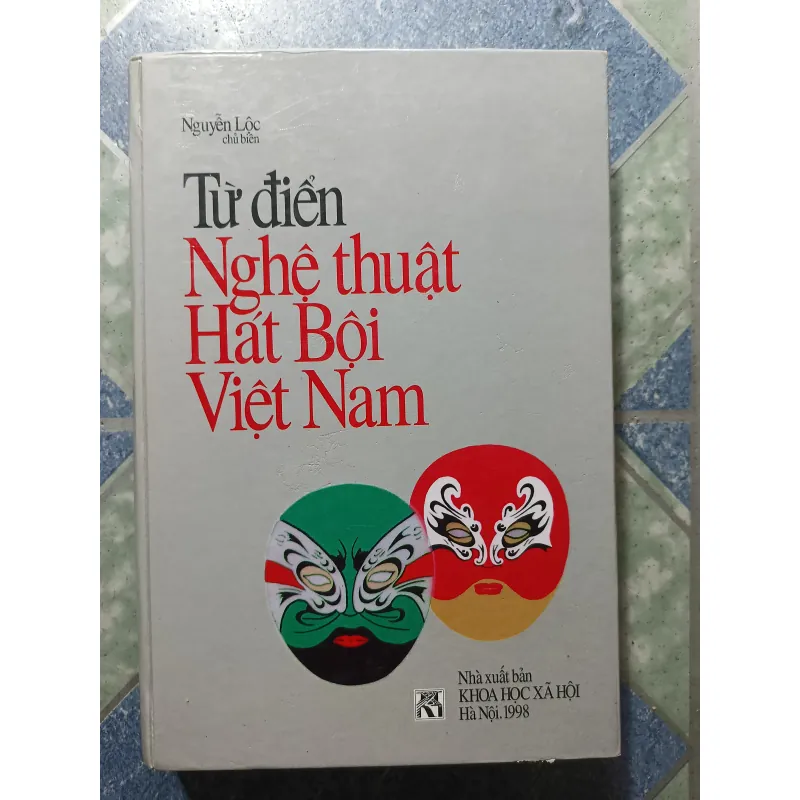 Nguyễn Lộc
chủ biên
Từ điển
Nghệ thuật
Hát Bội
Việt Nam
Nhà xuất bản
KHOA HỌC XÃ HỘI
Hà Nội.1998